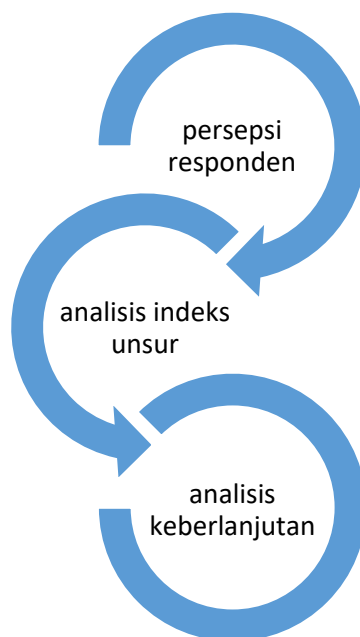 persepsi
responden
analisis indeks
unsur
analisis
keberlanjutan